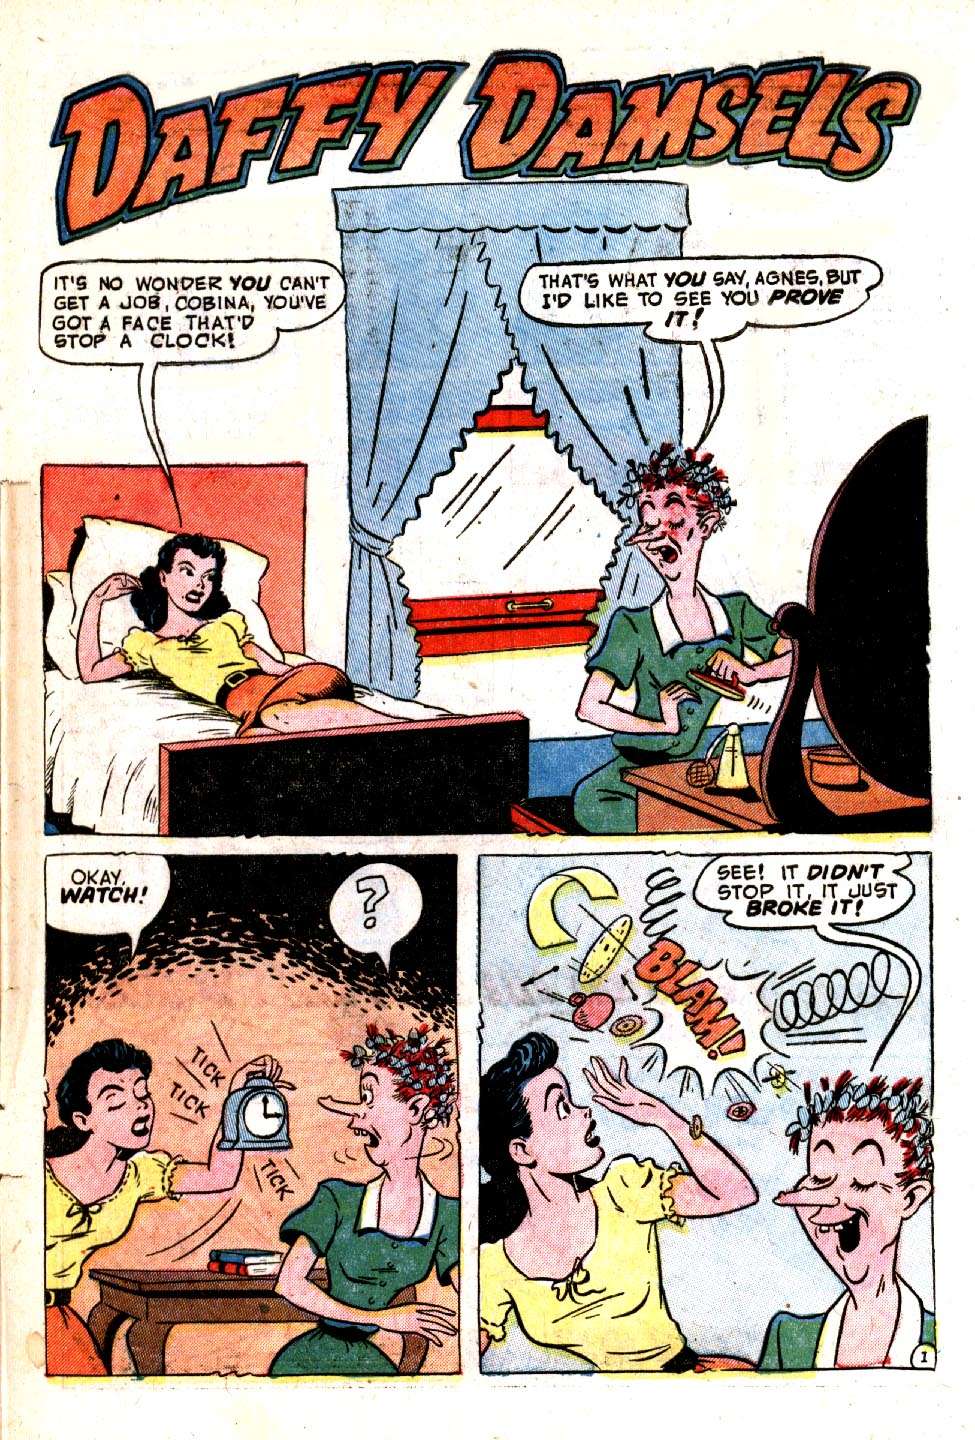 DAFFY DAMSELS
IT'S NO WONDER YOU CAN'T
GET A JOB, COBINA, YOU'VE
GOT A FACE THAT'D
STOP A CLOCK!
THAT'S WHAT YOU SAY, AGNES, BUT
I'D LIKE TO SEE YOU PROVE
IT!
OKAY,
WATCH!
?
TICK
TICK
TICK
SEE! IT DIDN'T
STOP IT, IT JUST
BROKE IT!
BLAM!
1